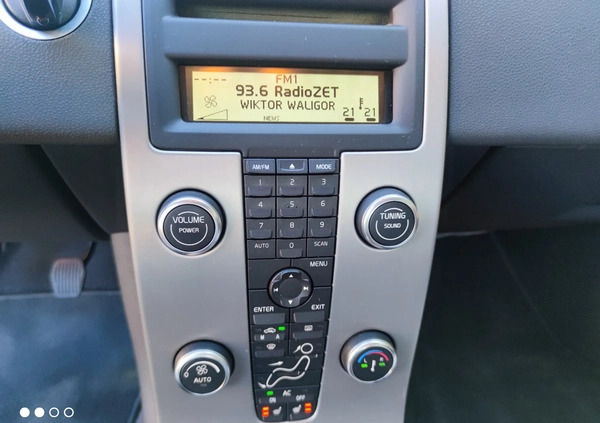 --:-- FM1
93.6 RadioZET
WIKTOR WALIGOR
NEWS 21 21
AM/FM MODE
1 2 3
4 5 6
7 8 9
AUTO 0 SCAN
VOLUME
POWER
TUNING
SOUND
MENU
ENTER EXIT
M A
0
AUTO
AC
ON OFF